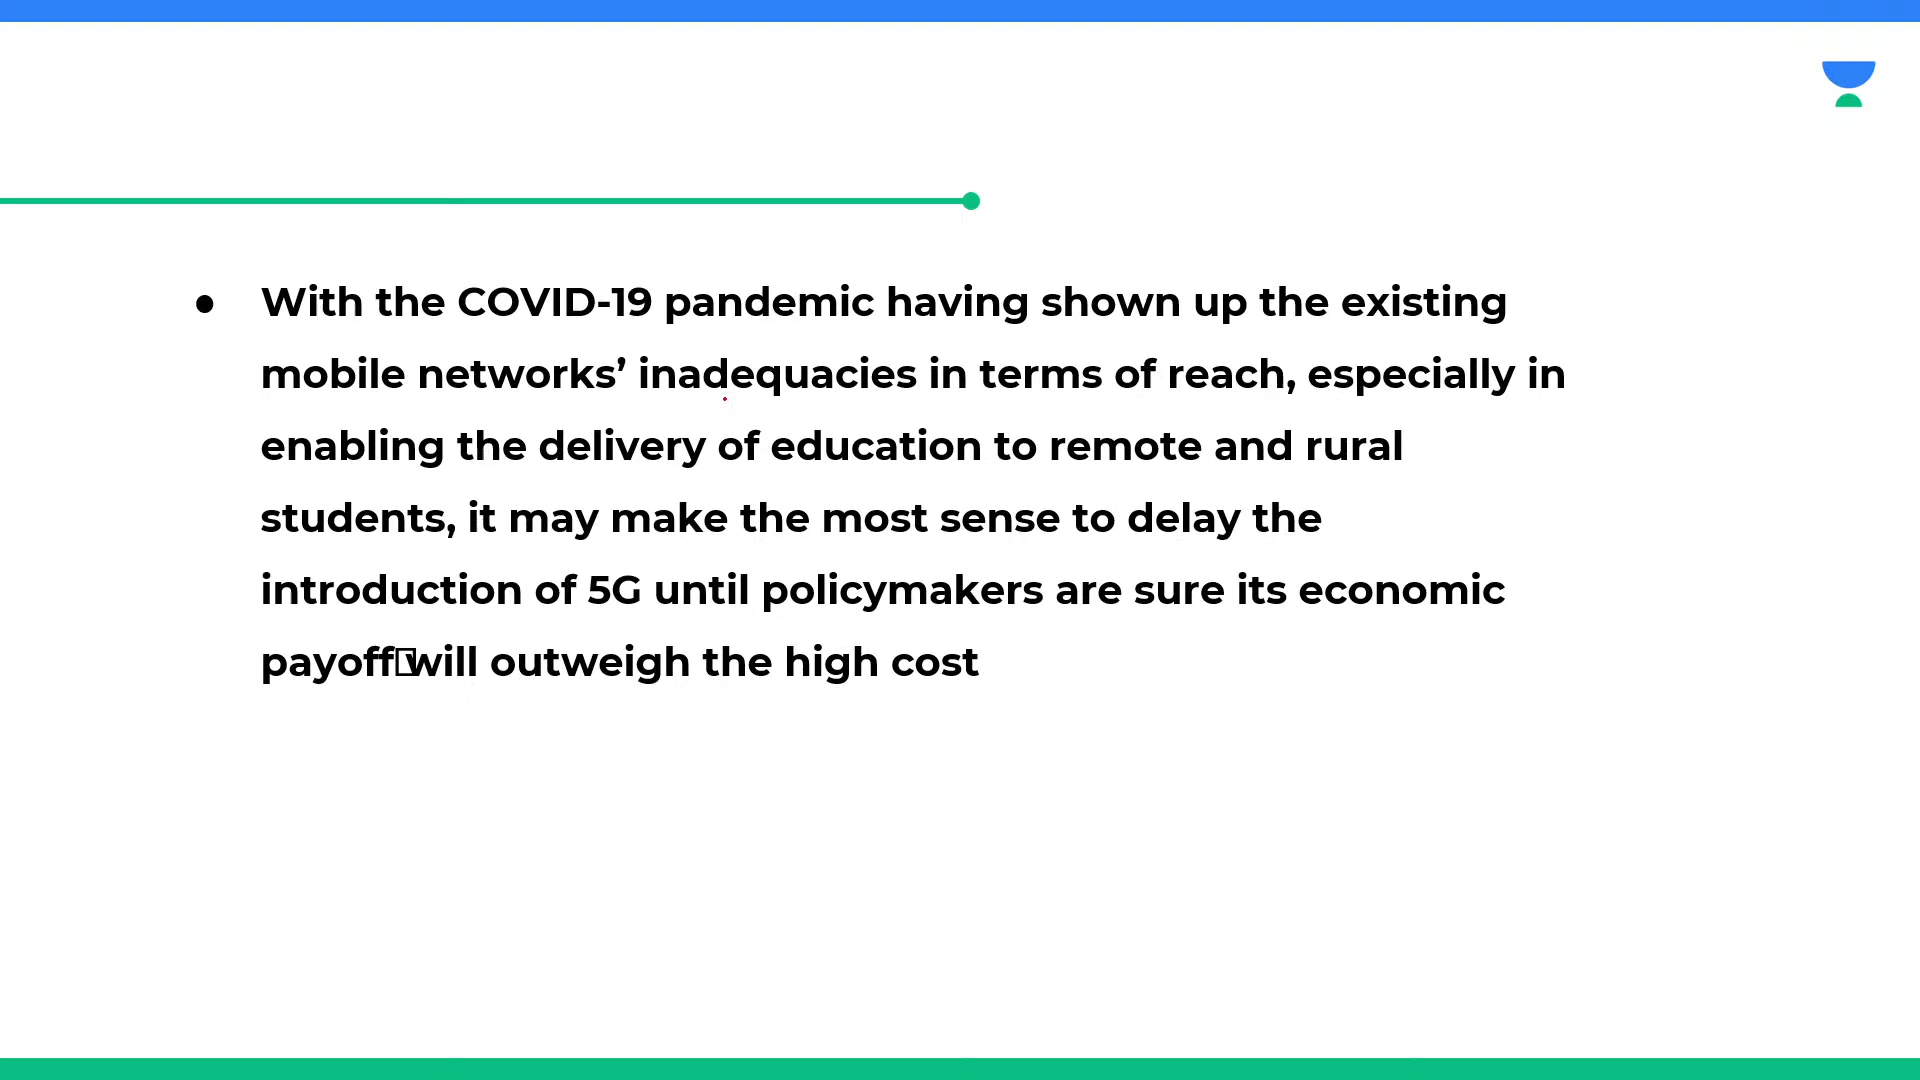 ● With the COVID-19 pandemic having shown up the existing
mobile networks’ inadequacies in terms of reach, especially in
enabling the delivery of education to remote and rural
students, it may make the most sense to delay the
introduction of 5G until policymakers are sure its economic
payoff will outweigh the high cost